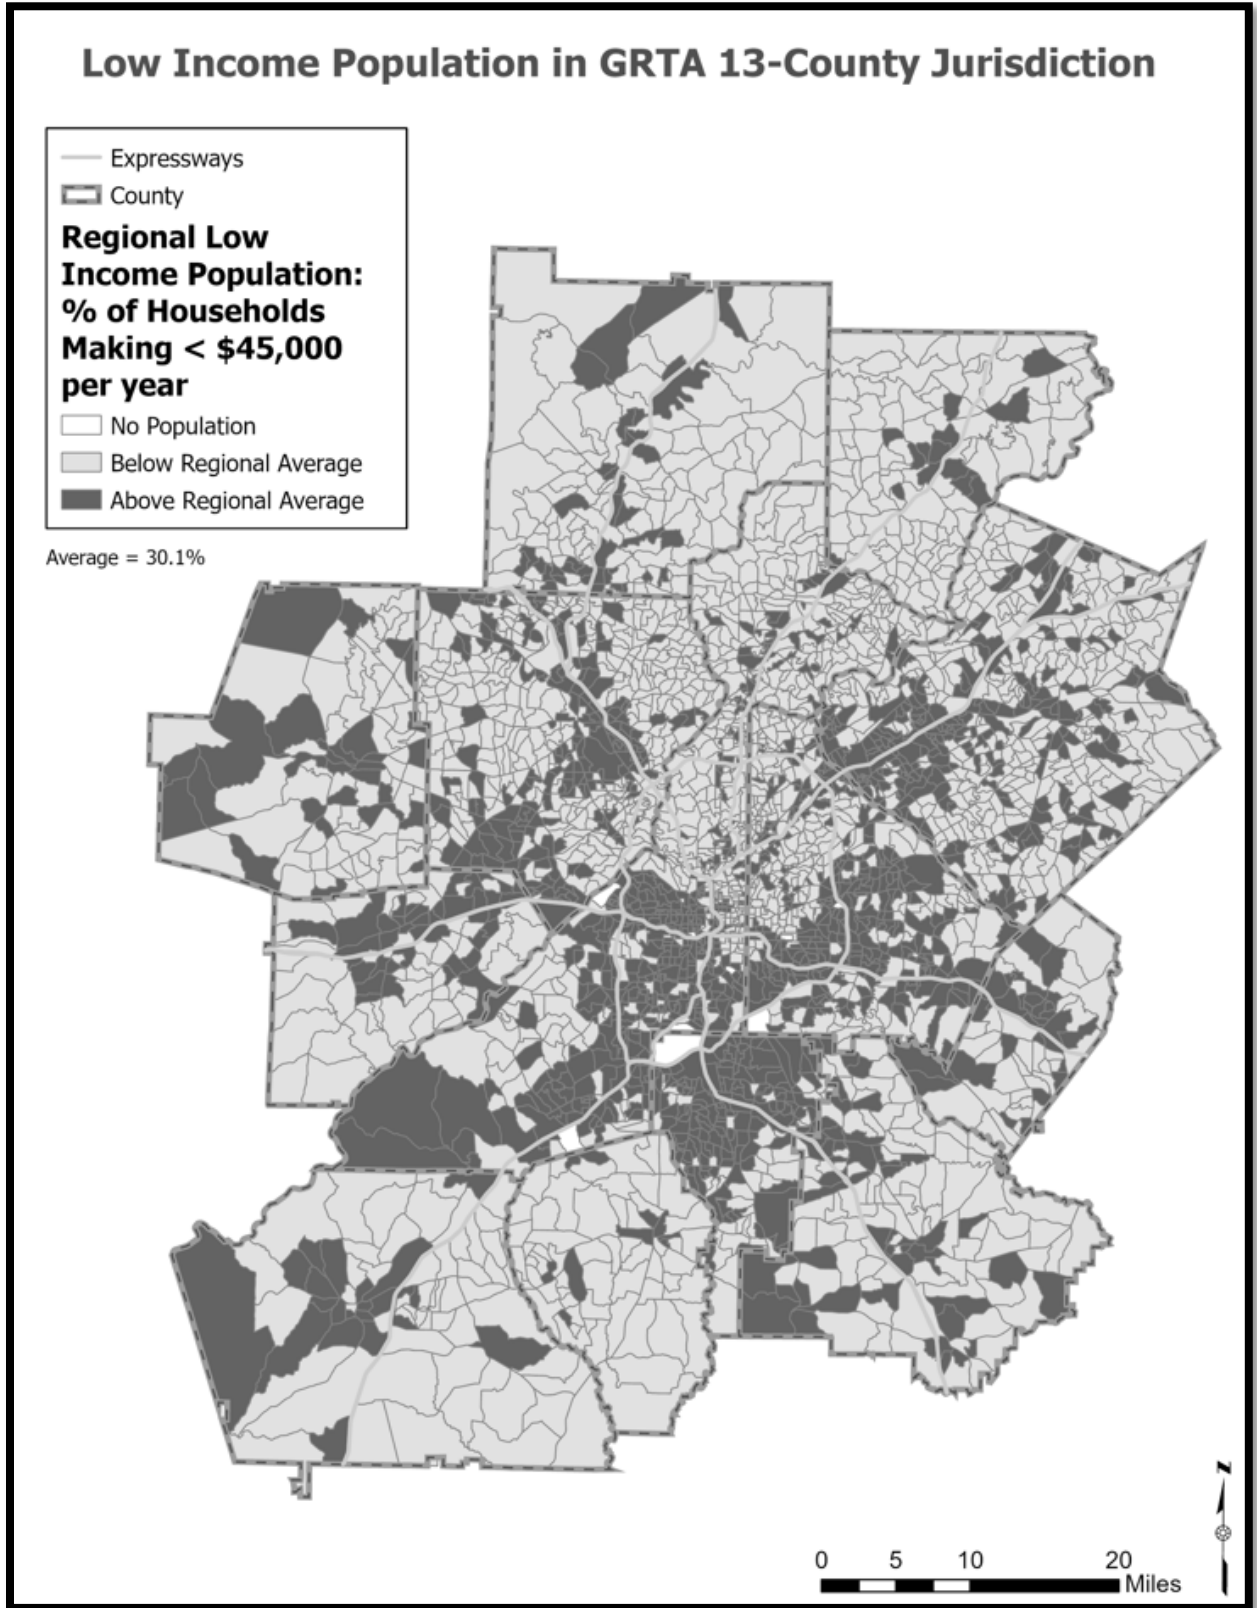 Low Income Population in GRTA 13-County Jurisdiction
Expressways
County
Regional Low
Income Population:
% of Households
Making < $45,000
per year
No Population
Below Regional Average
Above Regional Average
Average = 30.1%
N
0 5 10 20
Miles